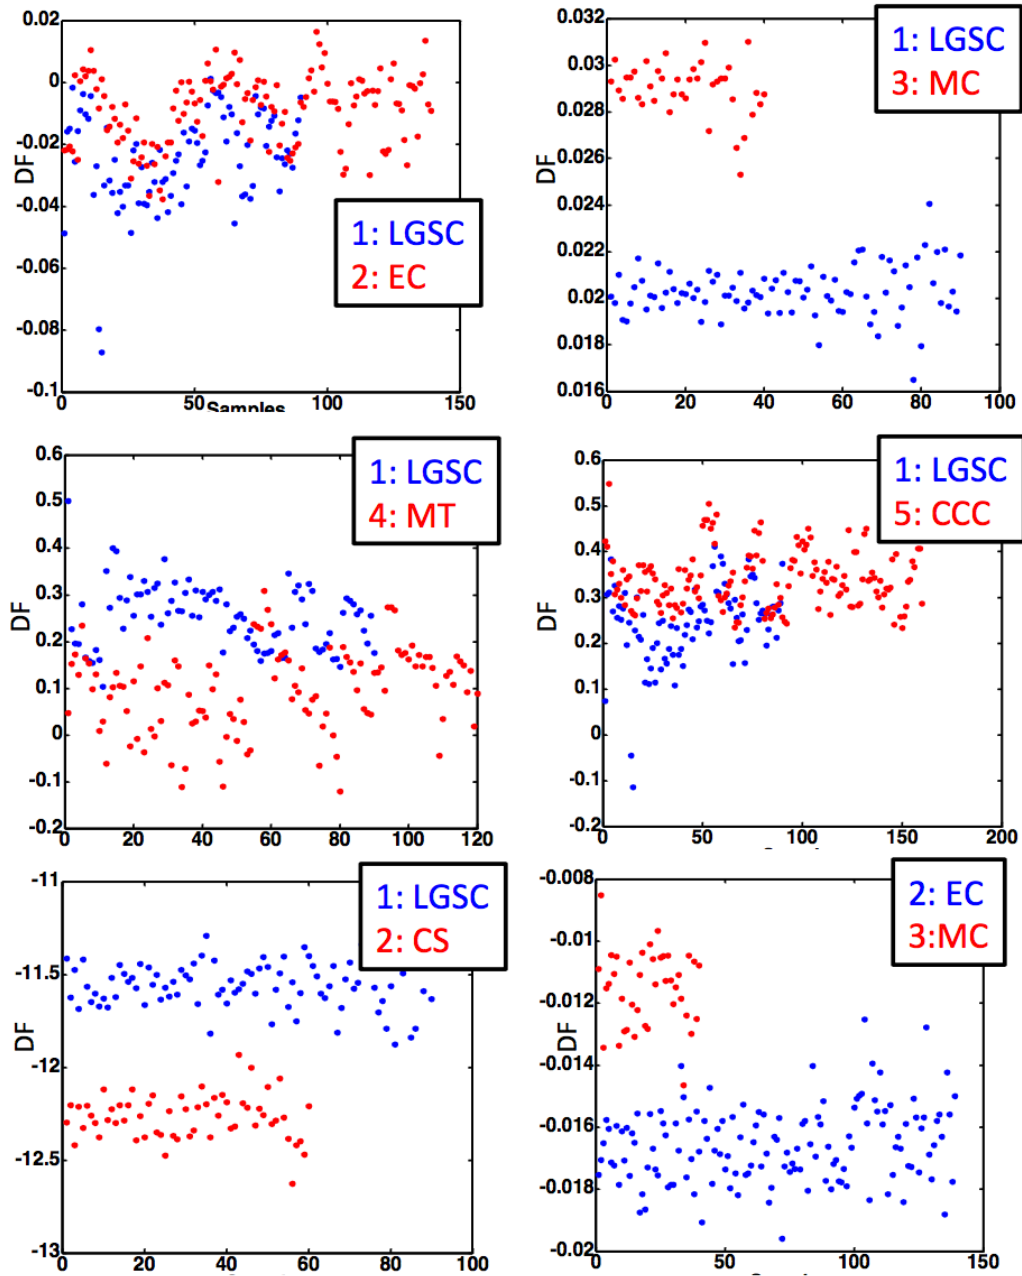 0.02
0
-0.02
-0.04
-0.06
-0.08
-0.1
DF
0 50 100 150
Samples
1: LGSC
2: EC
0.032
0.03
0.028
0.026
0.024
0.022
0.02
0.018
0.016
DF
0 20 40 60 80 100
1: LGSC
3: MC
0.6
0.5
0.4
0.3
0.2
0.1
0
-0.1
-0.2
DF
0 20 40 60 80 100 120
1: LGSC
4: MT
0.6
0.5
0.4
0.3
0.2
0.1
0
-0.1
-0.2
DF
0 50 100 150 200
1: LGSC
5: CCC
-11
-11.5
-12
-12.5
-13
DF
0 20 40 60 80 100
1: LGSC
2: CS
-0.008
-0.01
-0.012
-0.014
-0.016
-0.018
-0.02
DF
0 50 100 150
2: EC
3:MC